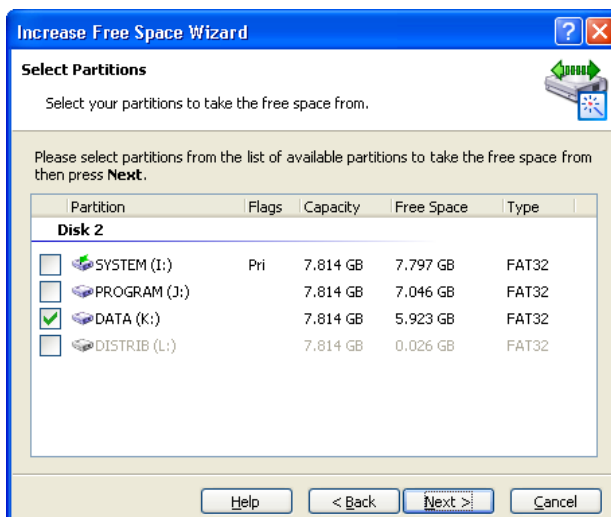 Increase Free Space Wizard
Select Partitions
Select your partitions to take the free space from.
Please select partitions from the list of available partitions to take the free space from
then press Next.
Partition Flags Capacity Free Space Type
Disk 2
SYSTEM (I:) Pri 7.814 GB 7.797 GB FAT32
PROGRAM (J:) 7.814 GB 7.046 GB FAT32
DATA (K:) 7.814 GB 5.923 GB FAT32
DISTRIB (L:) 7.814 GB 0.026 GB FAT32
Help < Back Next > Cancel